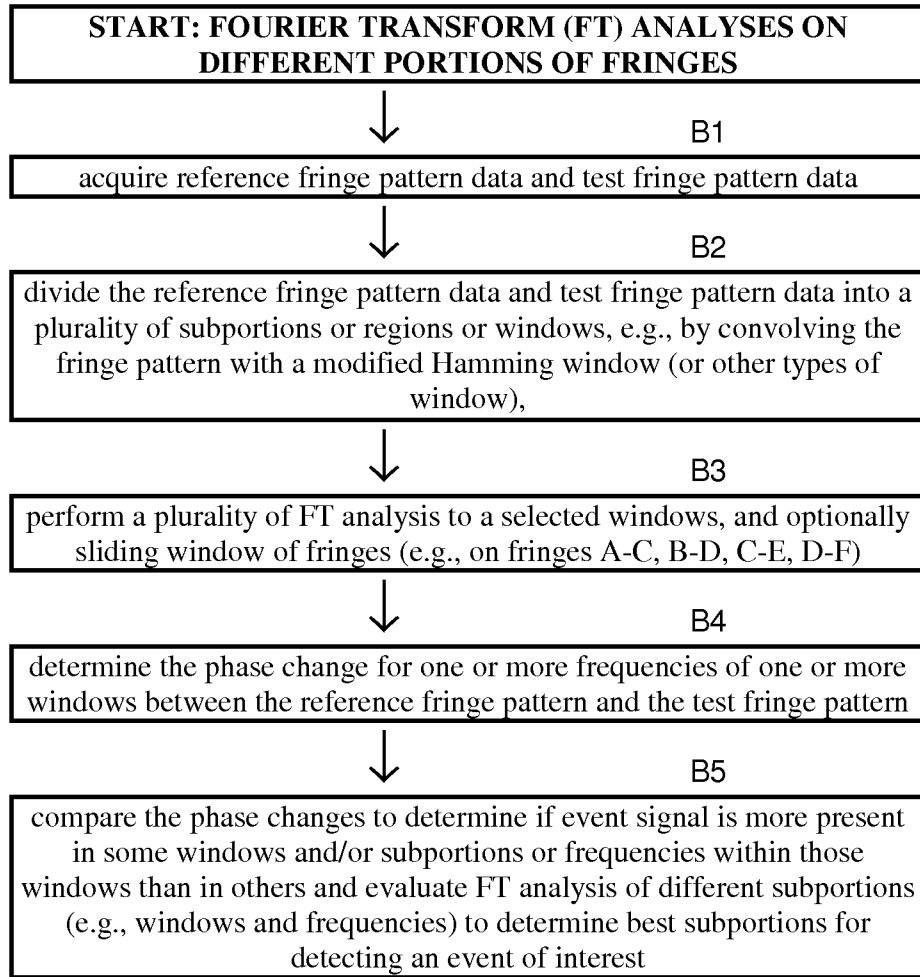 START: FOURIER TRANSFORM (FT) ANALYSES ON
DIFFERENT PORTIONS OF FRINGES
B1
acquire reference fringe pattern data and test fringe pattern data
B2
divide the reference fringe pattern data and test fringe pattern data into a
plurality of subportions or regions or windows, e.g., by convolving the
fringe pattern with a modified Hamming window (or other types of
window),
B3
perform a plurality of FT analysis to a selected windows, and optionally
sliding window of fringes (e.g., on fringes A-C, B-D, C-E, D-F)
B4
determine the phase change for one or more frequencies of one or more
windows between the reference fringe pattern and the test fringe pattern
B5
compare the phase changes to determine if event signal is more present
in some windows and/or subportions or frequencies within those
windows than in others and evaluate FT analysis of different subportions
(e.g., windows and frequencies) to determine best subportions for
detecting an event of interest